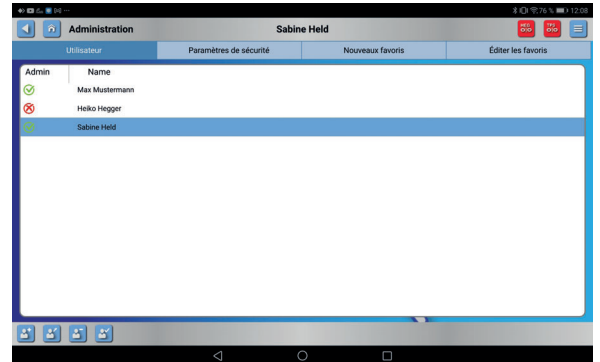 76 % 12:08
Administration Sabine Held
Utilisateur Paramètres de sécurité Nouveaux favoris Éditer les favoris
Admin Name
Max Mustermann
Heiko Hegger
Sabine Held